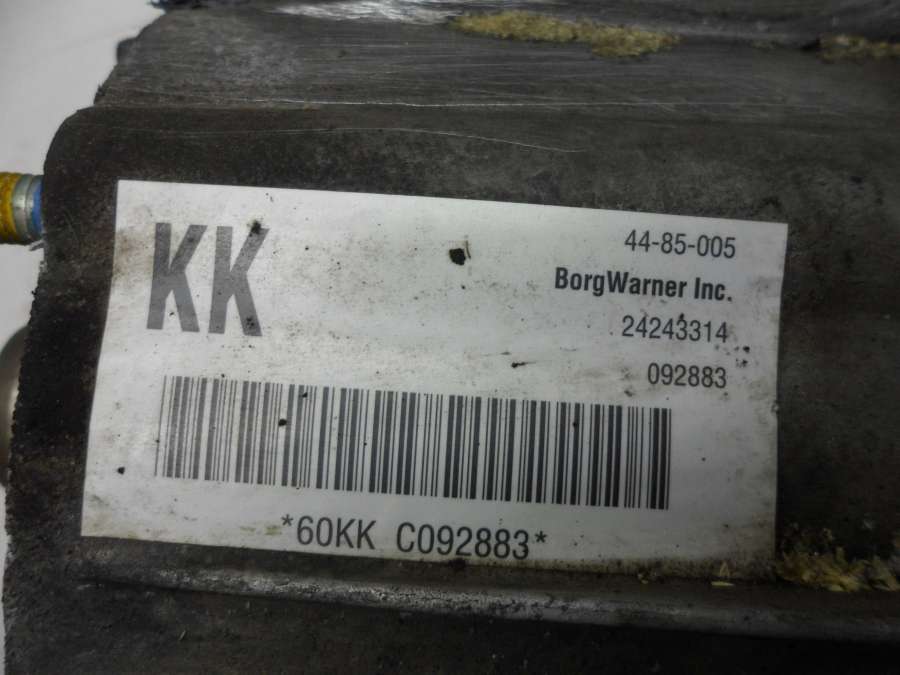 KK
44-85-005
BorgWarner Inc.
24243314
092883
*60KK C092883*